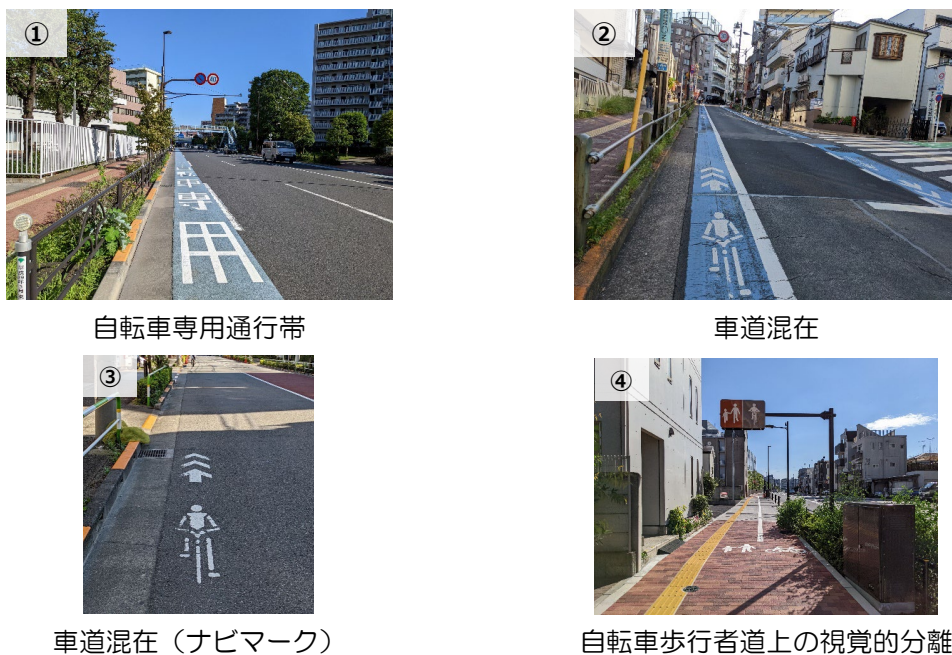 ①
専用
自転車専用通行帯
②
車道混在
③
車道混在（ナビマーク）
④
自転車歩行者道上の視覚的分離